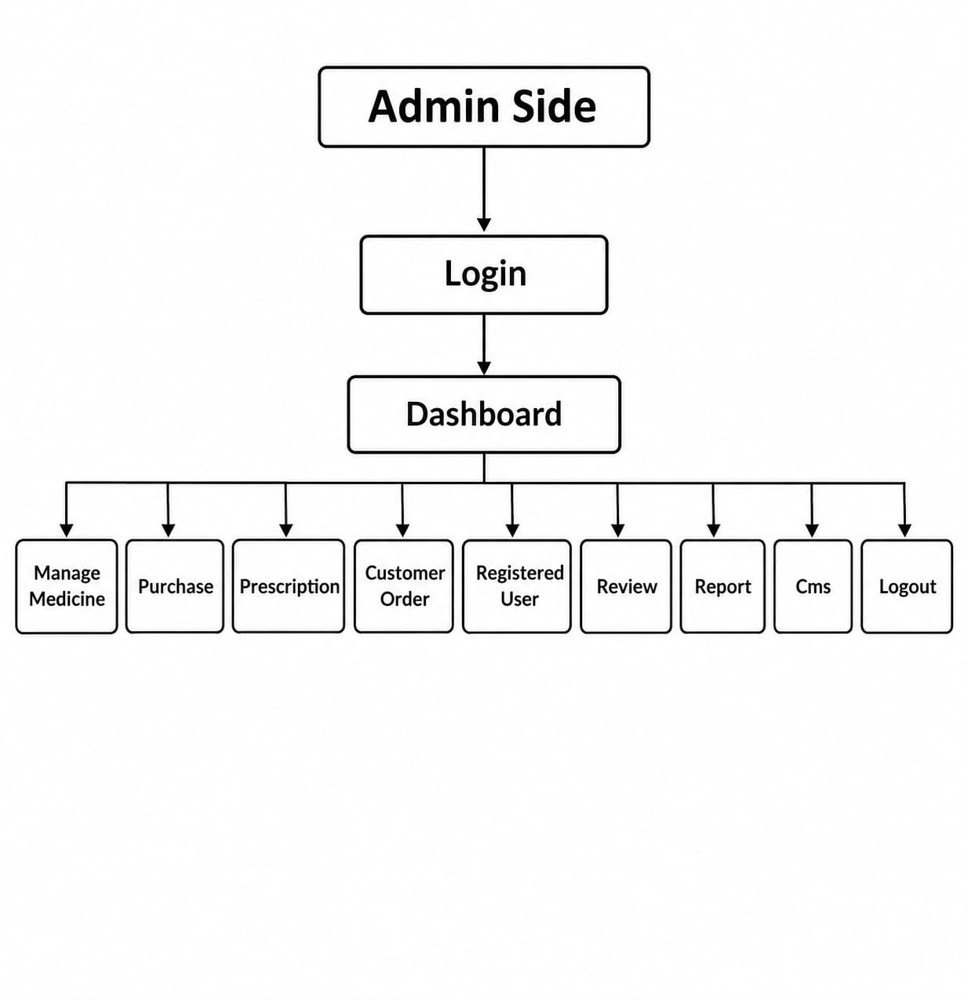 Admin Side
Login
Dashboard
Manage
Medicine
Purchase
Prescription
Customer
Order
Registered
User
Review
Report
Cms
Logout